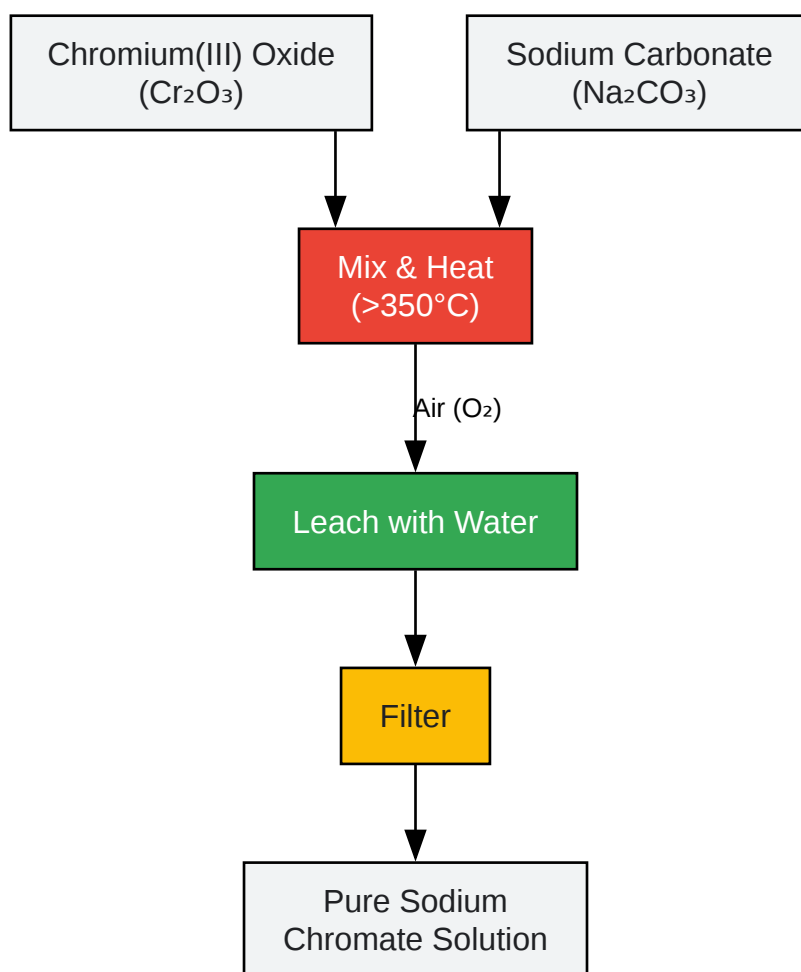 Chromium(III) Oxide
(Cr₂O₃)
Sodium Carbonate
(Na₂CO₃)
Mix & Heat
(>350°C)
Air (O₂)
Leach with Water
Filter
Pure Sodium
Chromate Solution